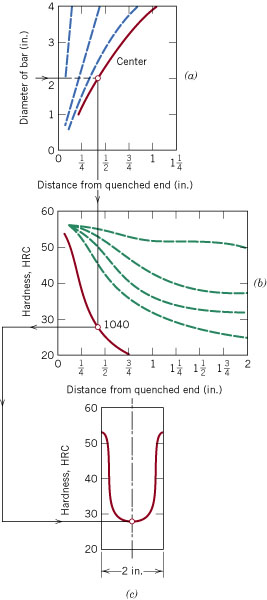 4
3
2
1
0
Diameter of bar (in.)
Center
(a)
0 1/4 1/2 3/4 1 1 1/4
Distance from quenched end (in.)
60
50
40
30
20
Hardness, HRC
1040
(b)
0 1/4 1/2 3/4 1 1 1/4 1 1/2 1 3/4 2
Distance from quenched end (in.)
60
50
40
30
20
Hardness, HRC
2 in.
(c)